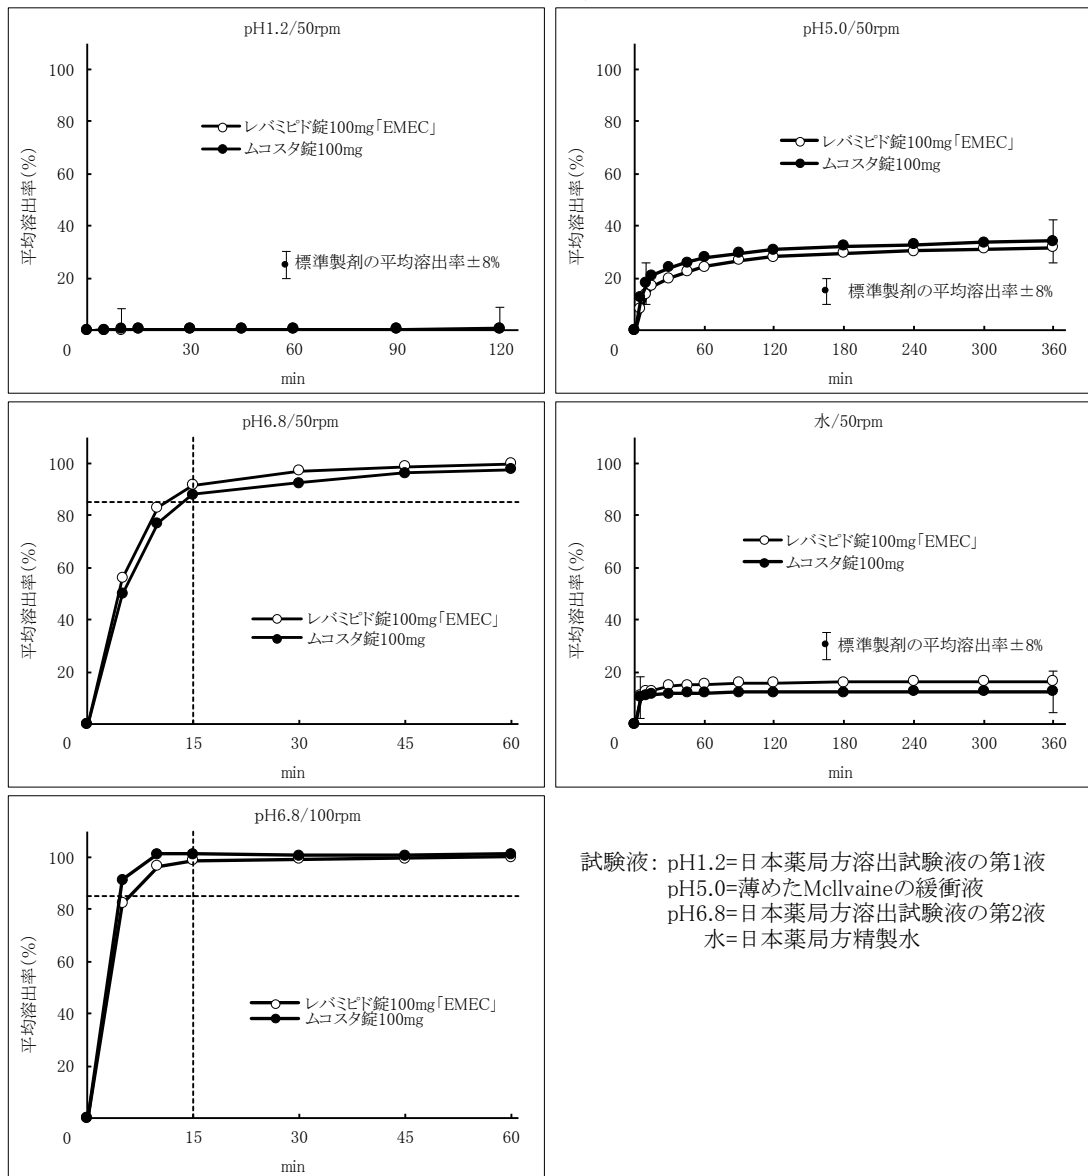 pH1.2/50rpm
平均溶出率(%)
100
80
60
40
20
0
30
60
90
120
min
レバミピド錠100mg「EMEC」
ムコスタ錠100mg
標準製剤の平均溶出率±8%
pH5.0/50rpm
平均溶出率(%)
100
80
60
40
20
0
60
120
180
240
300
360
min
レバミピド錠100mg「EMEC」
ムコスタ錠100mg
標準製剤の平均溶出率±8%
pH6.8/50rpm
平均溶出率(%)
100
80
60
40
20
0
15
30
45
60
min
レバミピド錠100mg「EMEC」
ムコスタ錠100mg
水/50rpm
平均溶出率(%)
100
80
60
40
20
0
60
120
180
240
300
360
min
レバミピド錠100mg「EMEC」
ムコスタ錠100mg
標準製剤の平均溶出率±8%
pH6.8/100rpm
平均溶出率(%)
100
80
60
40
20
0
15
30
45
60
min
レバミピド錠100mg「EMEC」
ムコスタ錠100mg
試験液: pH1.2=日本薬局方溶出試験液の第1液
pH5.0=薄めたMcllvaineの緩衝液
pH6.8=日本薬局方溶出試験液の第2液
水=日本薬局方精製水